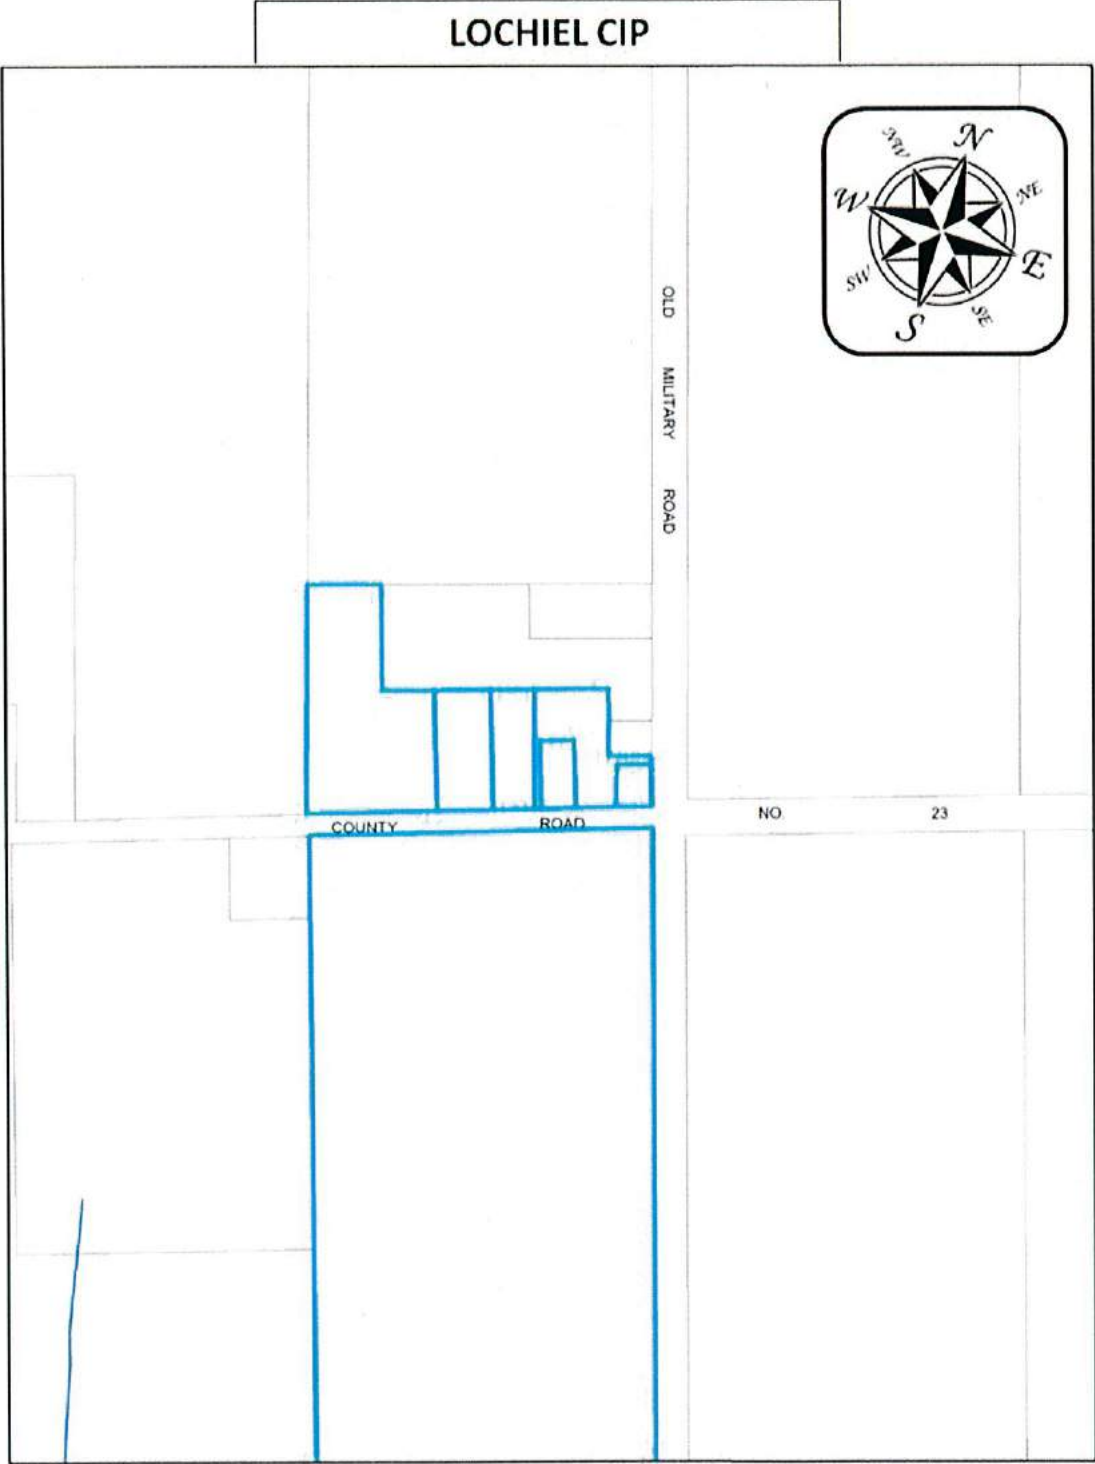 LOCHIEL CIP
NW N
W NE
SW E
S SE
OLD MILITARY ROAD
COUNTY ROAD NO. 23